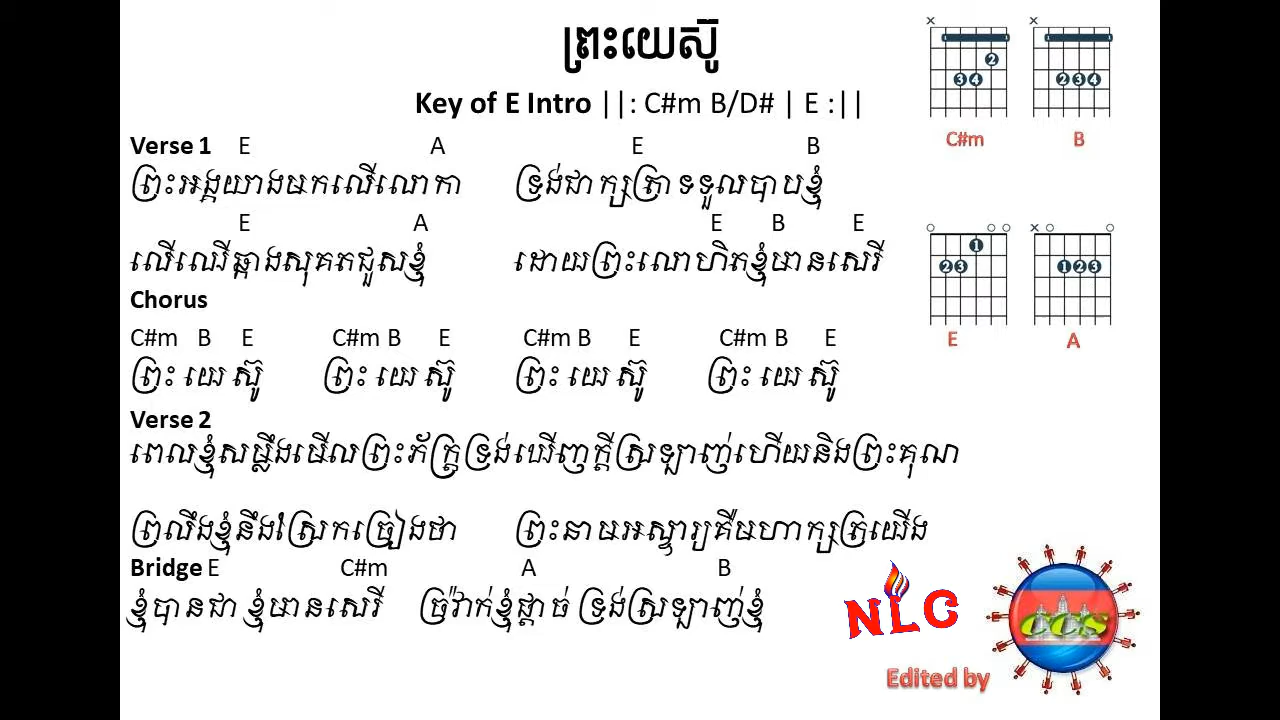 ព្រះយេស៊ូ
Key of E Intro ||: C#m B/D# | E :||
C#m B
Verse 1 E A E B
ព្រះអង្គយាងមកលើលោកា ទ្រង់ជាក្សត្រាទទួលបាបខ្ញុំ
E A E B E
លើឈើឆ្កាងសុគតជួសខ្ញុំ ដោយព្រះលោហិតខ្ញុំមានសេរី
Chorus
E A
C#m B E C#m B E C#m B E C#m B E
ព្រះ យេ ស៊ូ ព្រះ យេ ស៊ូ ព្រះ យេ ស៊ូ ព្រះ យេ ស៊ូ
Verse 2
ពេលខ្ញុំសម្លឹងមើលព្រះភ័ក្ត្រទ្រង់ឃើញក្ដីស្រឡាញ់ហើយនិងព្រះគុណ
ព្រលឹងខ្ញុំនឹងស្រែកច្រៀងថា ព្រះនាមអស្ចារ្យគឺមហាក្សត្រយើង
Bridge E C#m A B
ខ្ញុំបានជា ខ្ញុំមានសេរី ច្រវ៉ាក់ខ្ញុំផ្ដាច់ ទ្រង់ស្រឡាញ់ខ្ញុំ
NLC
CCS
Edited by